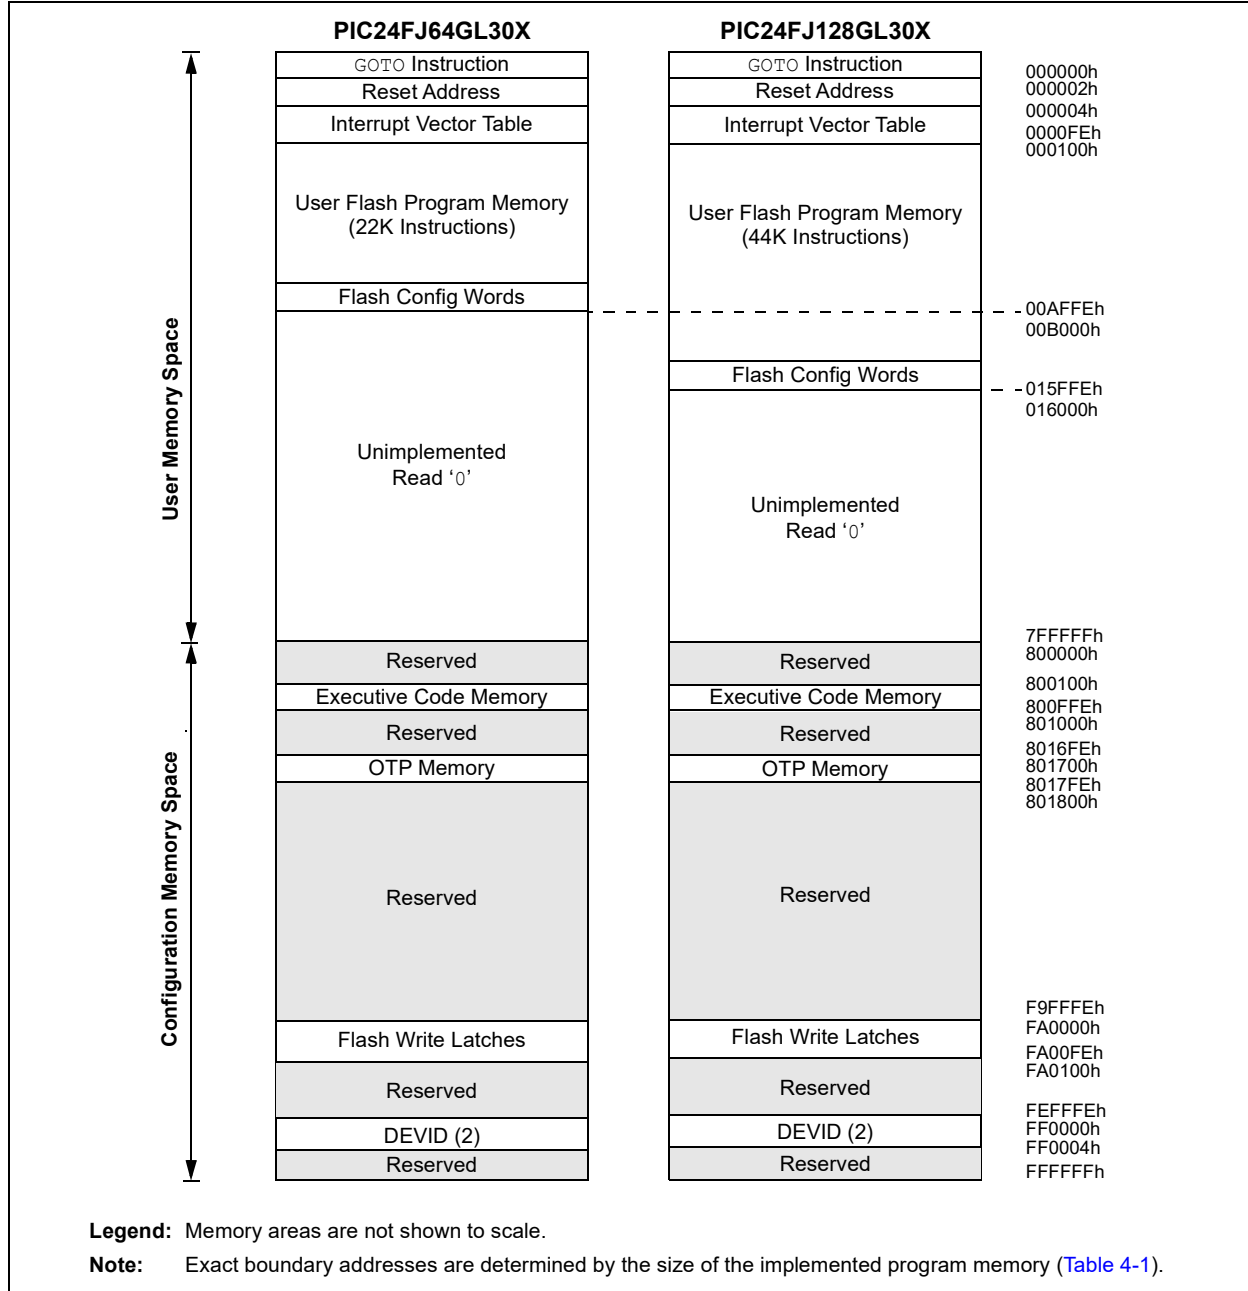 PIC24FJ64GL30X
PIC24FJ128GL30X
User Memory Space
Configuration Memory Space
GOTO Instruction
Reset Address
Interrupt Vector Table
User Flash Program Memory
(22K Instructions)
Flash Config Words
Unimplemented
Read ‘0’
Reserved
Executive Code Memory
Reserved
OTP Memory
Reserved
Flash Write Latches
Reserved
DEVID (2)
Reserved
GOTO Instruction
Reset Address
Interrupt Vector Table
User Flash Program Memory
(44K Instructions)
Flash Config Words
Unimplemented
Read ‘0’
Reserved
Executive Code Memory
Reserved
OTP Memory
Reserved
Flash Write Latches
Reserved
DEVID (2)
Reserved
000000h
000002h
000004h
0000FEh
000100h
00AFFEh
00B000h
015FFEh
016000h
7FFFFFh
800000h
800100h
800FFEh
801000h
8016FEh
801700h
8017FEh
801800h
F9FFFEh
FA0000h
FA00FEh
FA0100h
FEFFFEh
FF0000h
FF0004h
FFFFFFh
Legend: Memory areas are not shown to scale.
Note: Exact boundary addresses are determined by the size of the implemented program memory (Table 4-1).